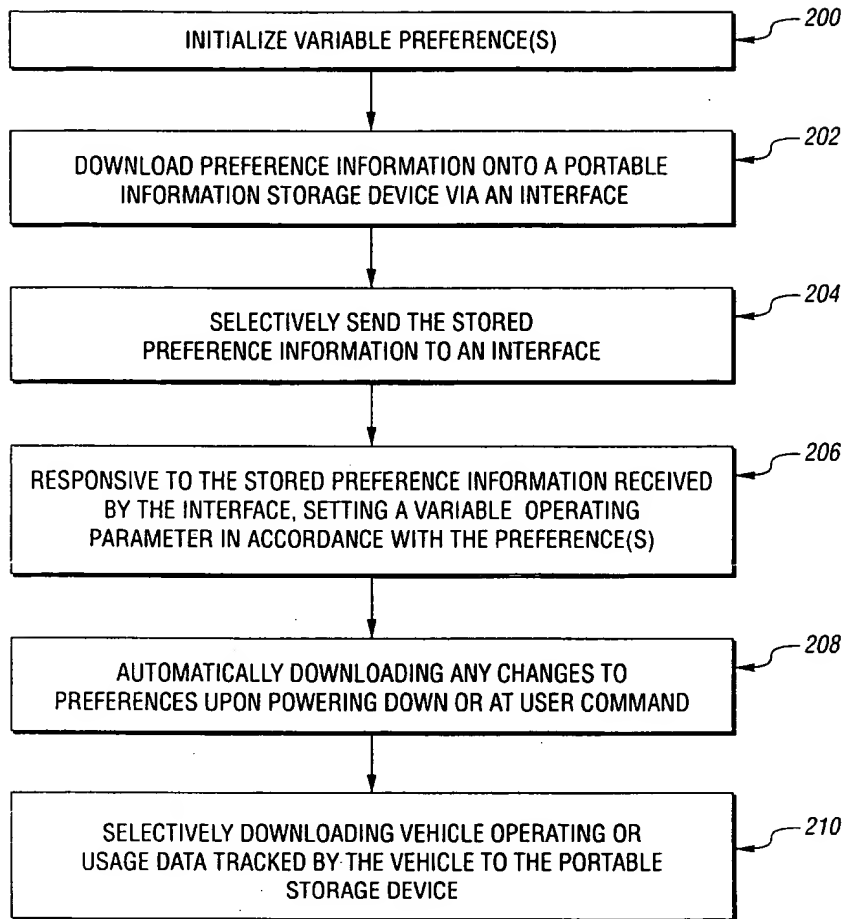 INITIALIZE VARIABLE PREFERENCE(S)
200
DOWNLOAD PREFERENCE INFORMATION ONTO A PORTABLE
INFORMATION STORAGE DEVICE VIA AN INTERFACE
202
SELECTIVELY SEND THE STORED
PREFERENCE INFORMATION TO AN INTERFACE
204
RESPONSIVE TO THE STORED PREFERENCE INFORMATION RECEIVED
BY THE INTERFACE, SETTING A VARIABLE OPERATING
PARAMETER IN ACCORDANCE WITH THE PREFERENCE(S)
206
AUTOMATICALLY DOWNLOADING ANY CHANGES TO
PREFERENCES UPON POWERING DOWN OR AT USER COMMAND
208
SELECTIVELY DOWNLOADING VEHICLE OPERATING OR
USAGE DATA TRACKED BY THE VEHICLE TO THE PORTABLE
STORAGE DEVICE
210